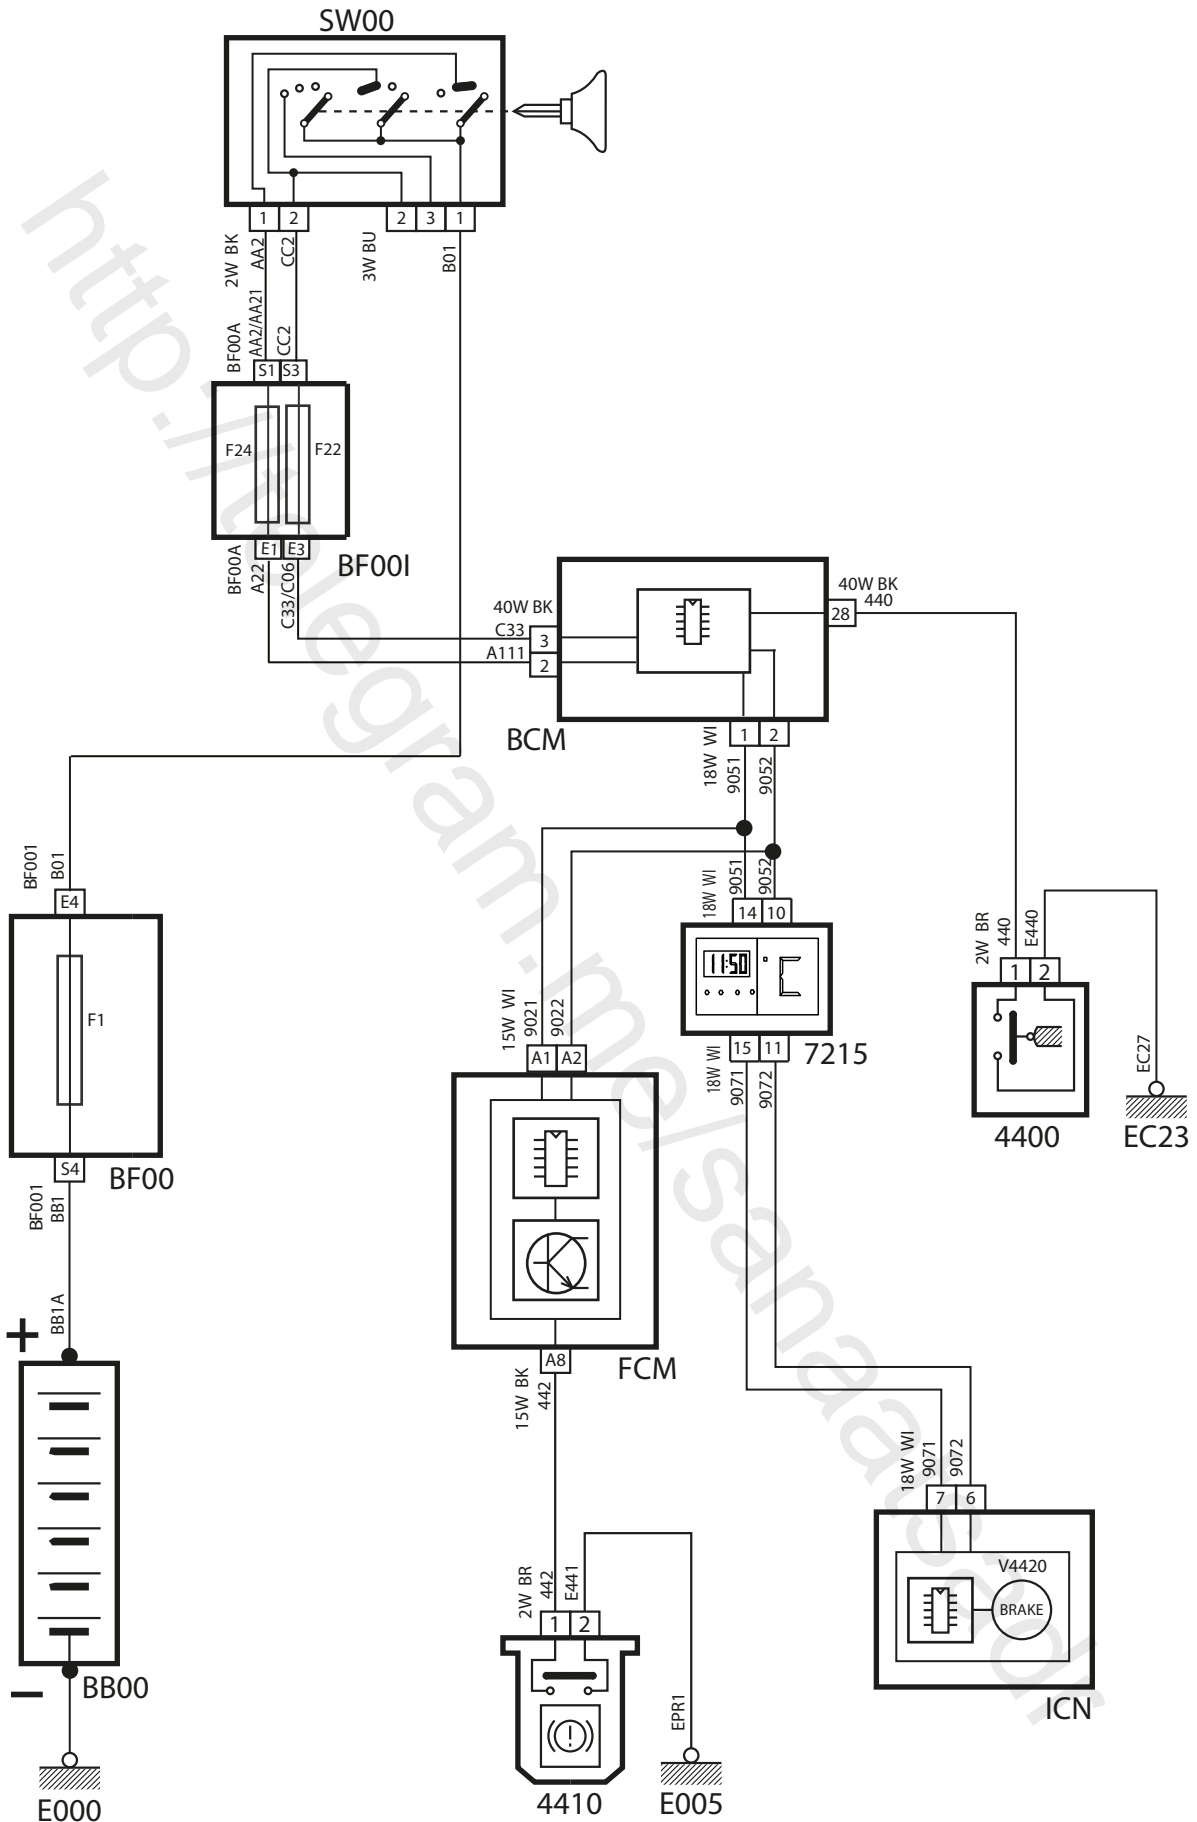 SW00
1 2 2 3 1
2W BK
AA2
CC2
3W BU
B01
BF00A
AA2/AA21
CC2
S1 S3
F24 F22
E1 E3
BF00I
BF00A
A22
C33/C06
40W BK
C33 3
A111 2
40W BK
440
28
BCM
1 2
18W WI
9051
9052
BF001
B01
E4
F1
S4
BF00
BF001
BB1
BB1A
+
BB00
−
E000
18W WI
9051
9052
14 10
11:50
15 11
7215
18W WI
9071
9072
2W BR
440
E440
1 2
4400
EC27
EC23
15W WI
9021
9022
A1 A2
A8
FCM
15W BK
442
2W BR
442
E441
1 2
4410
EPR1
E005
18W WI
9071
9072
7 6
V4420
BRAKE
ICN
http://telegram.me/sanaatsadr